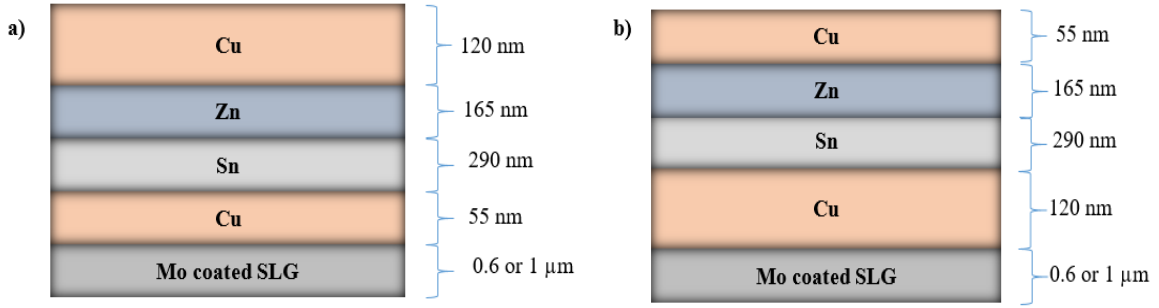 a)
Cu
120 nm
Zn
165 nm
Sn
290 nm
Cu
55 nm
Mo coated SLG
0.6 or 1 µm
b)
Cu
55 nm
Zn
165 nm
Sn
290 nm
Cu
120 nm
Mo coated SLG
0.6 or 1 µm